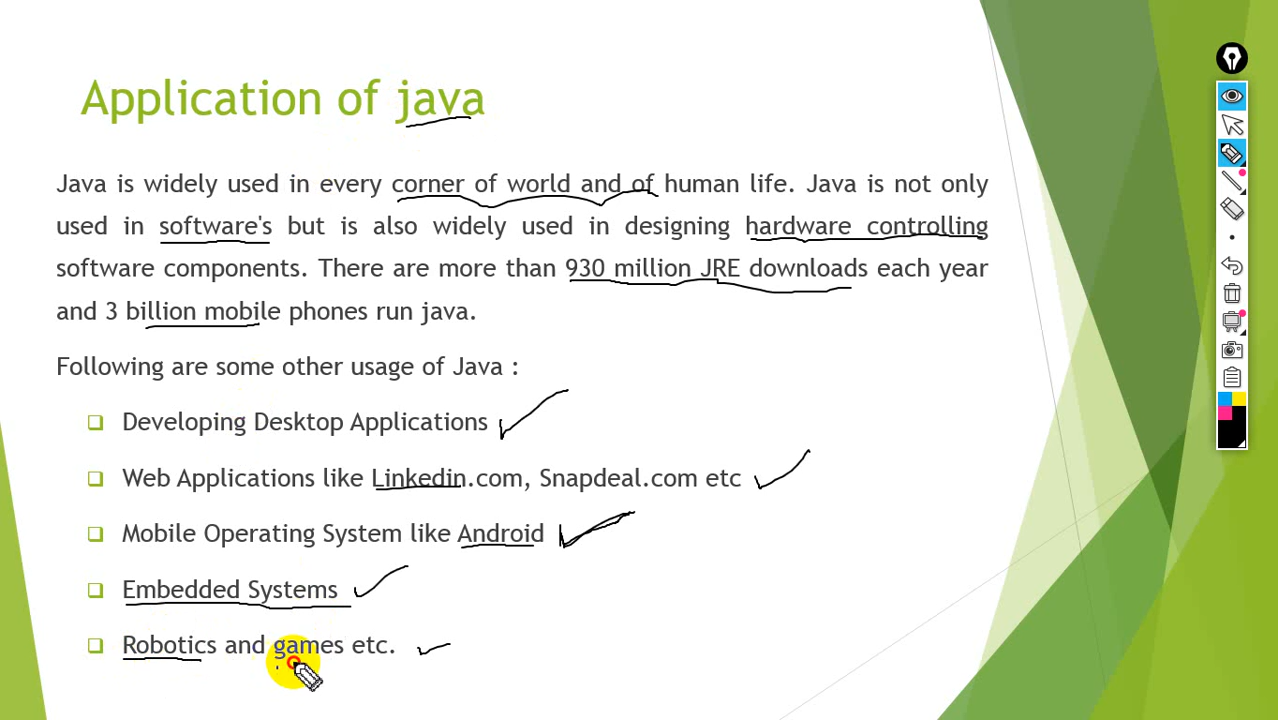 Application of java
Java is widely used in every corner of world and of human life. Java is not only
used in software's but is also widely used in designing hardware controlling
software components. There are more than 930 million JRE downloads each year
and 3 billion mobile phones run java.
Following are some other usage of Java :
Developing Desktop Applications
Web Applications like Linkedin.com, Snapdeal.com etc
Mobile Operating System like Android
Embedded Systems
Robotics and games etc.